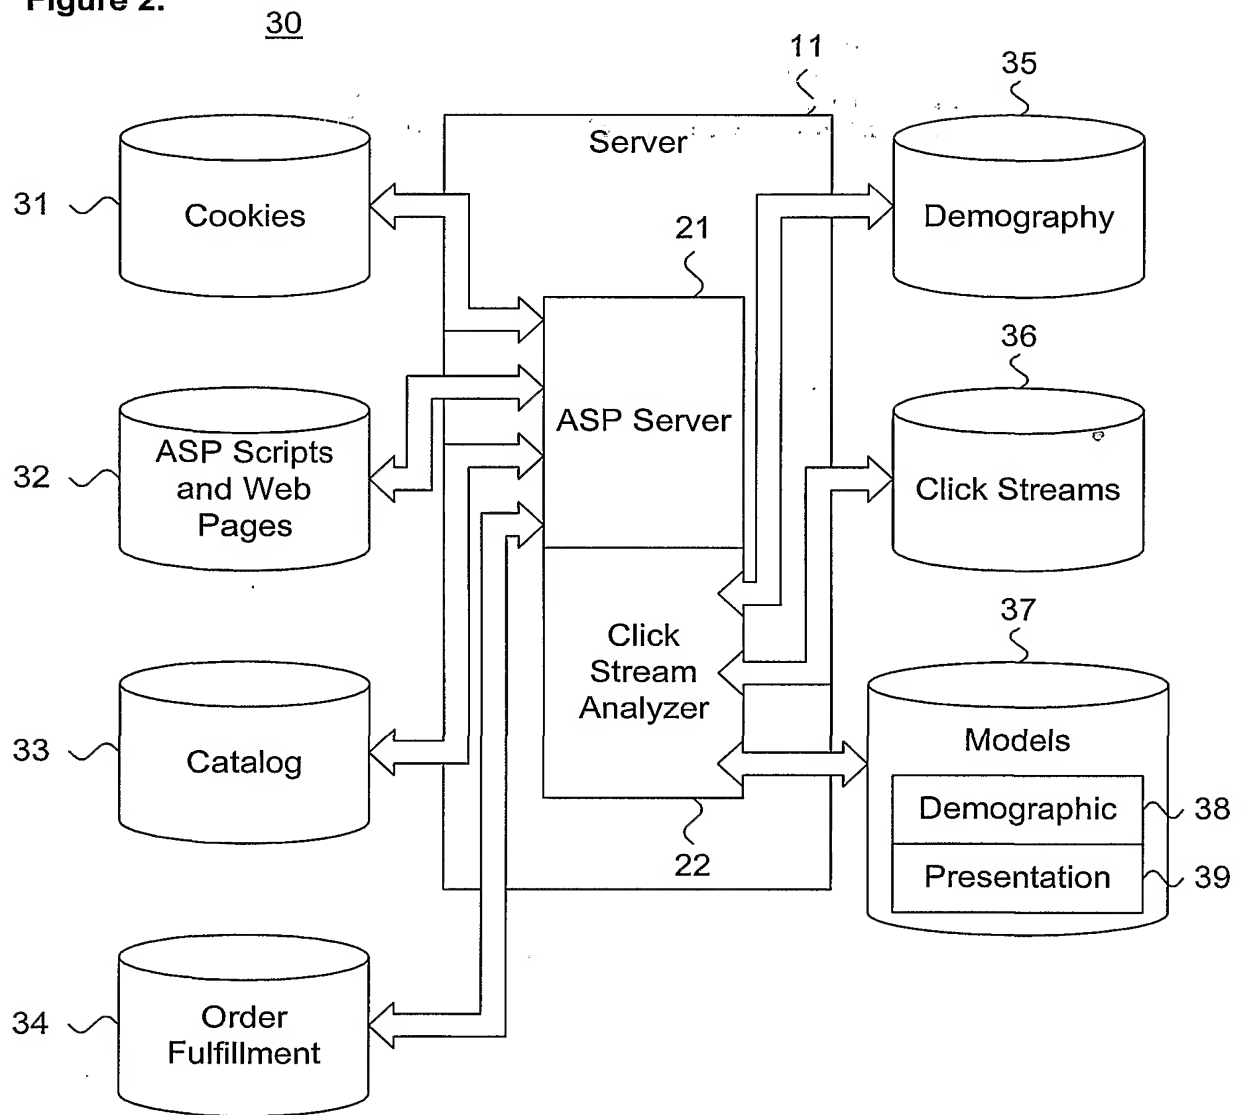 Figure 2.
30
11
35
Server
31
Cookies
Demography
21
36
ASP Server
32
ASP Scripts
and Web
Pages
Click Streams
37
Click
Stream
Analyzer
33
Catalog
Models
Demographic
38
22
Presentation
39
34
Order
Fulfillment